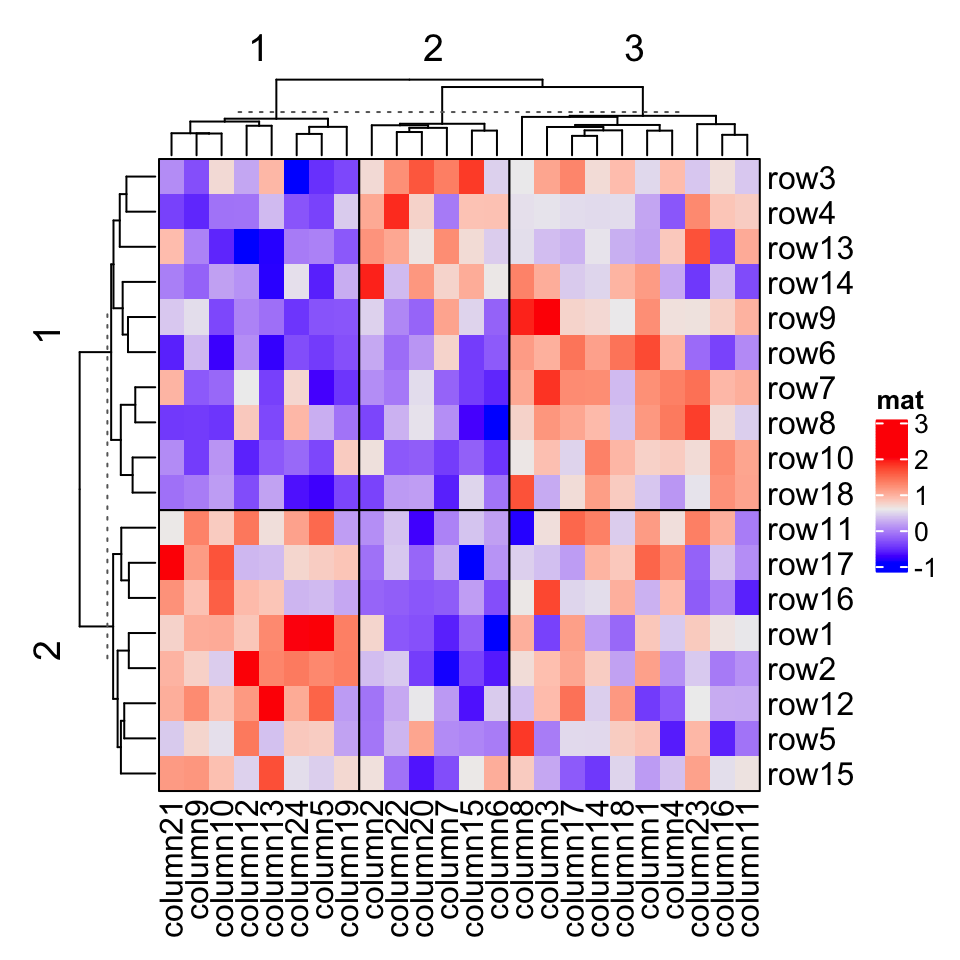 1 2 3
1
2
row3
row4
row13
row14
row9
row6
row7
row8
row10
row18
row11
row17
row16
row1
row2
row12
row5
row15
column21
column9
column10
column12
column13
column24
column5
column19
column2
column22
column20
column7
column15
column6
column8
column3
column17
column14
column18
column1
column4
column23
column16
column11
mat
3
2
1
0
-1